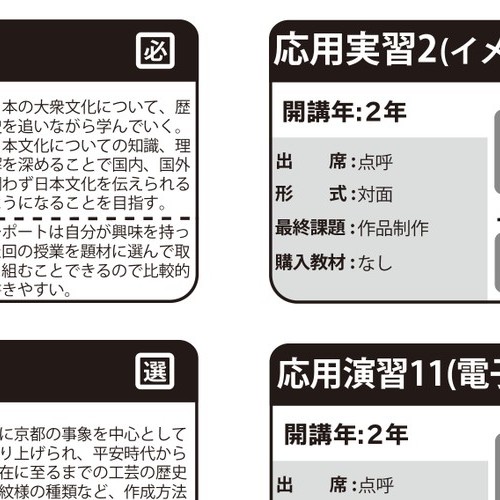 必
本の大衆文化について、歴
を追いながら学んでいく。
本文化についての知識、理
を深めることで国内、国外
わず日本文化を伝えられる
うになることを目指す。
ポートは自分が興味を持っ
回の授業を題材に選んで取
組むことできるので比較的
きやすい。
応用実習2(イメ
開講年:2年
出　席:点呼
形　式:対面
最終課題:作品制作
購入教材:なし
選
に京都の事象を中心として
り上げられ、平安時代から
在に至るまでの工芸の歴史
紋様の種類など、作成方法
応用演習11(電子
開講年:2年
出　席:点呼